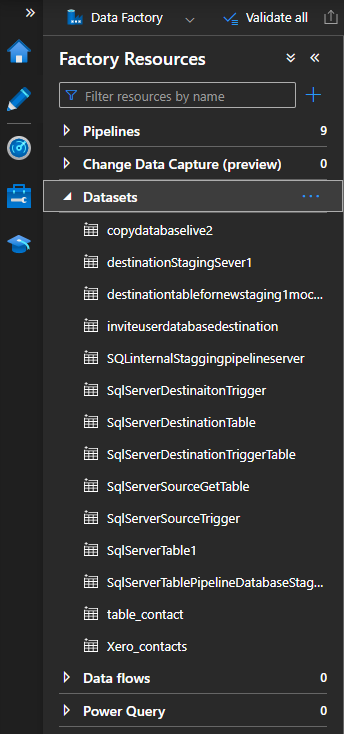 Data Factory
Validate all
Factory Resources
Filter resources by name
Pipelines 9
Change Data Capture (preview) 0
Datasets ...
copydatabaselive2
destinationStagingSever1
destinationtablefornewstaging1moc...
inviteuserdatabasedestination
SQLinternalStaggingpipelineserver
SqlServerDestinaitonTrigger
SqlServerDestinationTable
SqlServerDestinationTriggerTable
SqlServerSourceGetTable
SqlServerSourceTrigger
SqlServerTable1
SqlServerTablePipelineDatabaseStag...
table_contact
Xero_contacts
Data flows 0
Power Query 0